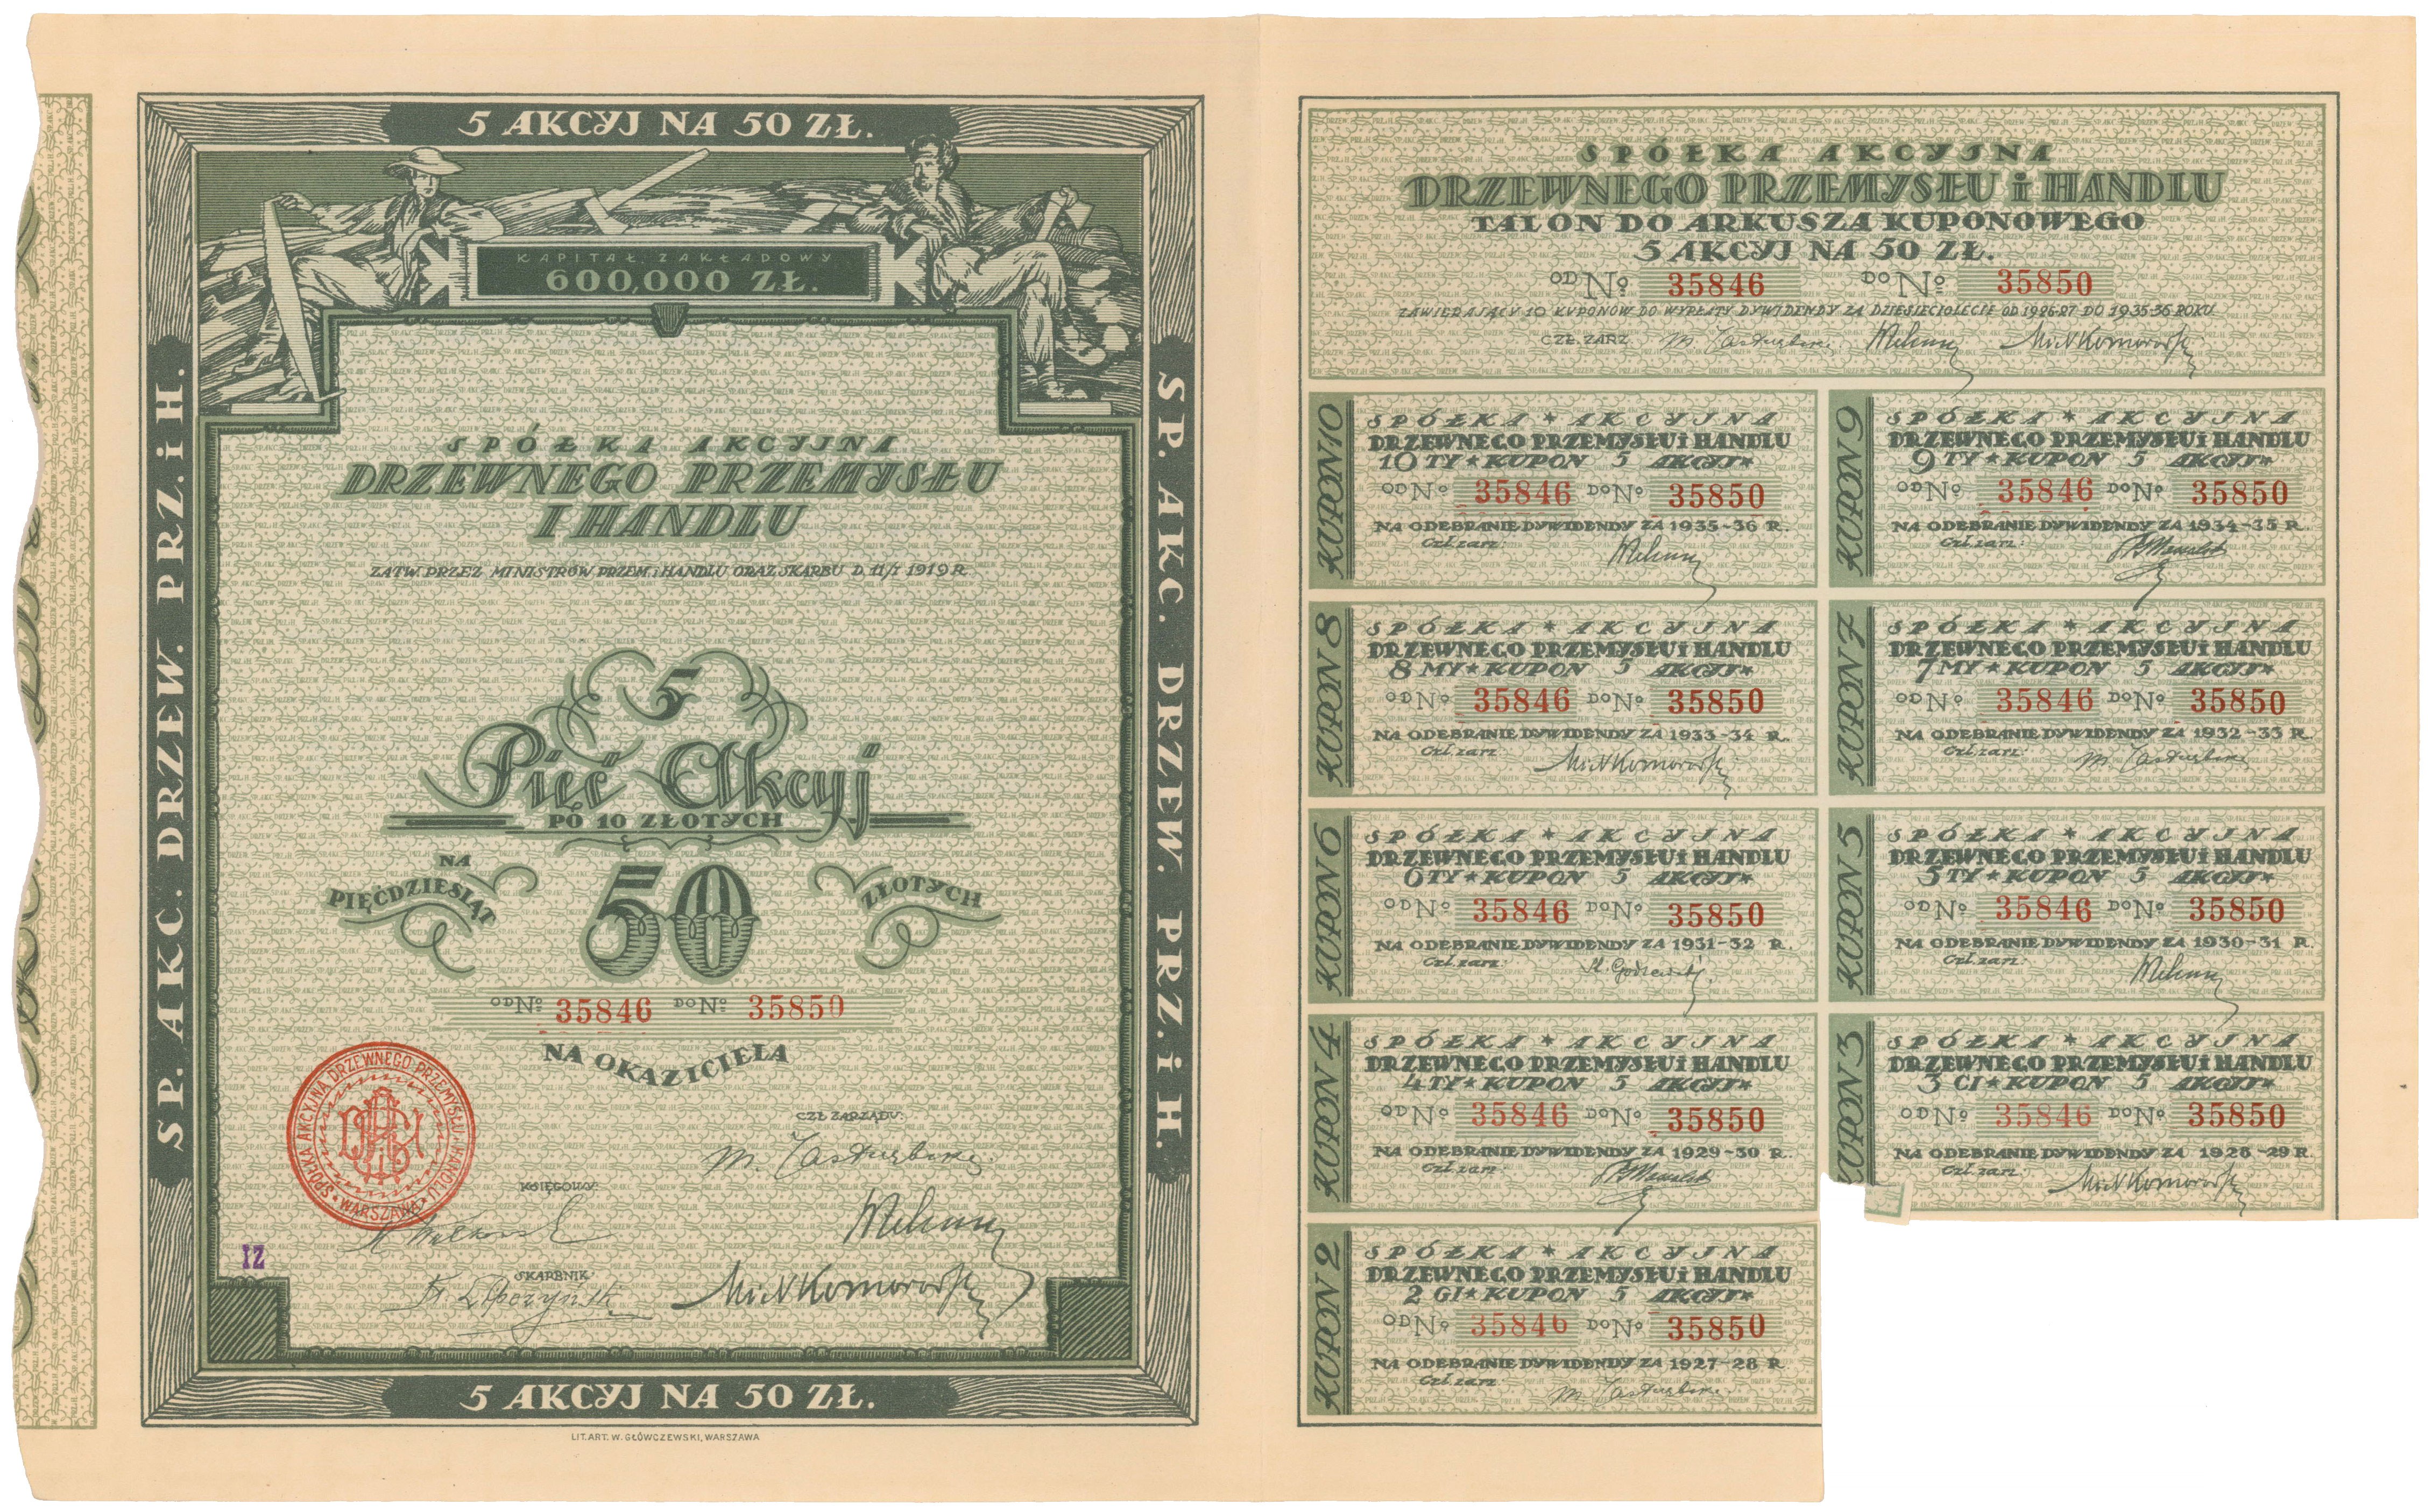 5 AKCYJ NA 50 ZŁ.
KAPITAŁ ZAKŁADOWY
600,000 ZŁ.
SP. AKC. DRZEW. PRZ. i H.
SP. AKC. DRZEW. PRZ. i H.
SPÓŁKA AKCYJNA
DRZEWNEGO PRZEMYSŁU
I HANDLU
ZATW. PRZEZ MINISTRÓW PRZEM. i HANDLU ORAZ SKARBU D. 11/I 1919 R.
5
Pięć Akcyj
PO 10 ZŁOTYCH
NA
PIĘĆDZIESIĄT
50
ZŁOTYCH
OD № 35846 DO № 35850
NA OKAZICIELA
SPÓŁKA AKCYJNA DRZEWNEGO PRZEMYSŁU i HANDLU
WARSZAWA
CZŁ. ZARZĄDU:
KSIĘGOWY:
SKARBNIK:
IZ
5 AKCYJ NA 50 ZŁ.
LIT. ART. W. GŁÓWCZEWSKI, WARSZAWA
SPÓŁKA AKCYJNA
DRZEWNEGO PRZEMYSŁU i HANDLU
TALON DO ARKUSZA KUPONOWEGO
5 AKCYJ NA 50 ZŁ.
OD № 35846 DO № 35850
ZAWIERAJĄCY 10 KUPONÓW DO WYPŁATY DYWIDENDY ZA DZIESIĘCIOLECIE OD 1926-27 DO 1935-36 ROKU
CZŁ. ZARZ.
KUPON 10
SPÓŁKA * AKCYJNA
DRZEWNEGO PRZEMYSŁU i HANDLU
10 TY * KUPON 5 AKCYJ *
OD № 35846 DO № 35850
NA ODEBRANIE DYWIDENDY ZA 1935-36 R.
Czł. zarz:
KUPON 9
SPÓŁKA * AKCYJNA
DRZEWNEGO PRZEMYSŁU i HANDLU
9 TY * KUPON 5 AKCYJ *
OD № 35846 DO № 35850
NA ODEBRANIE DYWIDENDY ZA 1934-35 R.
Czł. zarz:
KUPON 8
SPÓŁKA * AKCYJNA
DRZEWNEGO PRZEMYSŁU i HANDLU
8 MY * KUPON 5 AKCYJ *
OD № 35846 DO № 35850
NA ODEBRANIE DYWIDENDY ZA 1933-34 R.
Czł. zarz:
KUPON 7
SPÓŁKA * AKCYJNA
DRZEWNEGO PRZEMYSŁU i HANDLU
7 MY * KUPON 5 AKCYJ *
OD № 35846 DO № 35850
NA ODEBRANIE DYWIDENDY ZA 1932-33 R.
Czł. zarz:
KUPON 6
SPÓŁKA * AKCYJNA
DRZEWNEGO PRZEMYSŁU i HANDLU
6 TY * KUPON 5 AKCYJ *
OD № 35846 DO № 35850
NA ODEBRANIE DYWIDENDY ZA 1931-32 R.
Czł. zarz:
KUPON 5
SPÓŁKA * AKCYJNA
DRZEWNEGO PRZEMYSŁU i HANDLU
5 TY * KUPON 5 AKCYJ *
OD № 35846 DO № 35850
NA ODEBRANIE DYWIDENDY ZA 1930-31 R.
Czł. zarz:
KUPON 4
SPÓŁKA * AKCYJNA
DRZEWNEGO PRZEMYSŁU i HANDLU
4 TY * KUPON 5 AKCYJ *
OD № 35846 DO № 35850
NA ODEBRANIE DYWIDENDY ZA 1929-30 R.
Czł. zarz:
KUPON 3
SPÓŁKA * AKCYJNA
DRZEWNEGO PRZEMYSŁU i HANDLU
3 CI * KUPON 5 AKCYJ *
OD № 35846 DO № 35850
NA ODEBRANIE DYWIDENDY ZA 1928-29 R.
Czł. zarz:
KUPON 2
SPÓŁKA * AKCYJNA
DRZEWNEGO PRZEMYSŁU i HANDLU
2 GI * KUPON 5 AKCYJ *
OD № 35846 DO № 35850
NA ODEBRANIE DYWIDENDY ZA 1927-28 R
Czł. zarz: